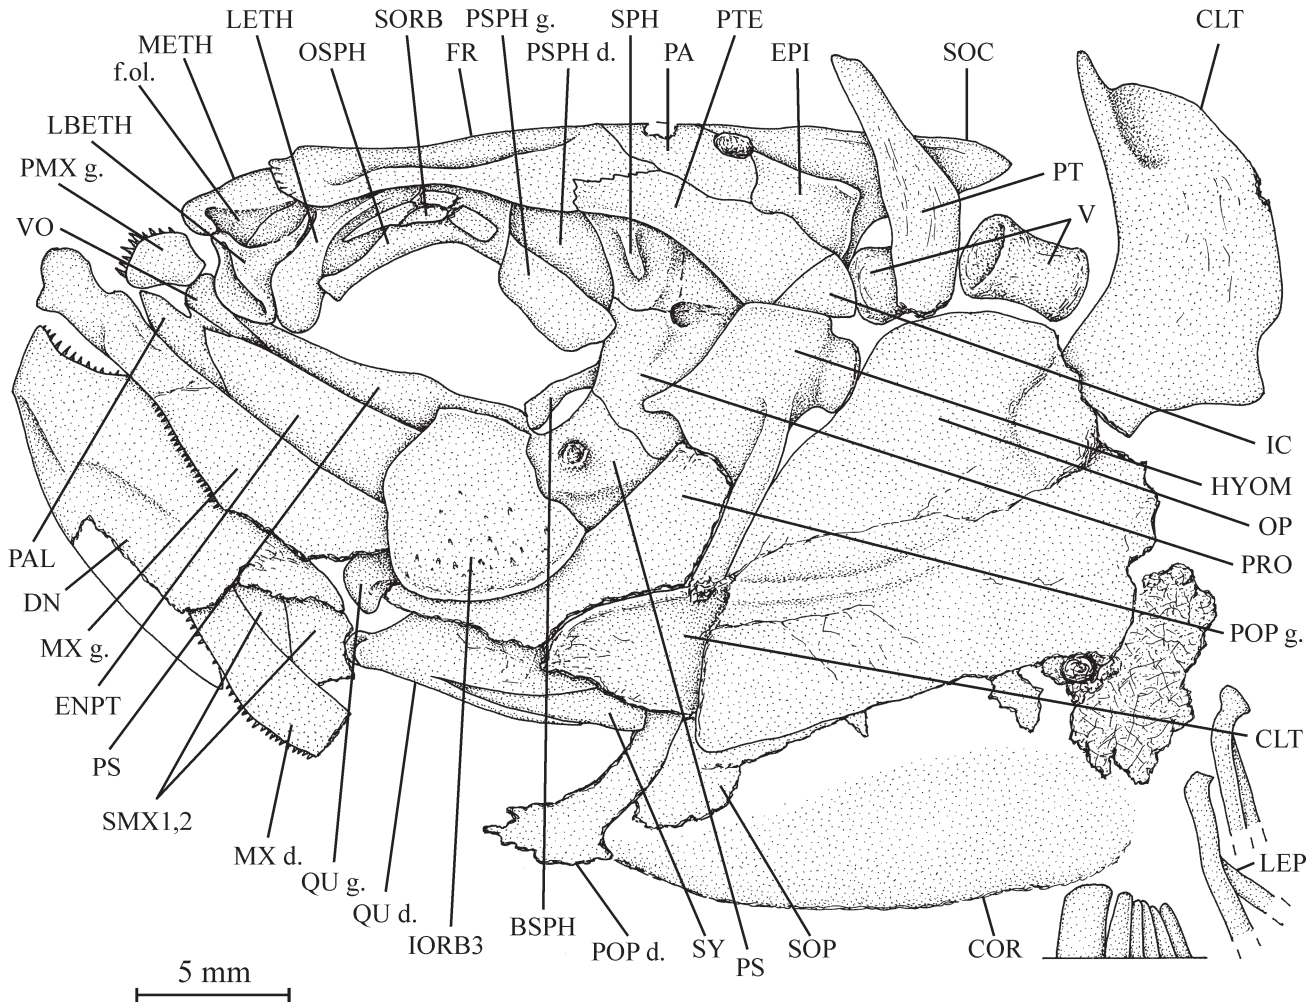 LETH
SORB
PSPH g.
SPH
PTE
CLT
METH
OSPH
FR
PSPH d.
PA
EPI
SOC
f.ol.
LBETH
PMX g.
PT
V
VO
IC
HYOM
OP
PRO
PAL
DN
MX g.
POP g.
ENPT
CLT
PS
SMX1,2
MX d.
QU g.
LEP
QU d.
IORB3
BSPH
POP d.
SY
PS
SOP
COR
5 mm